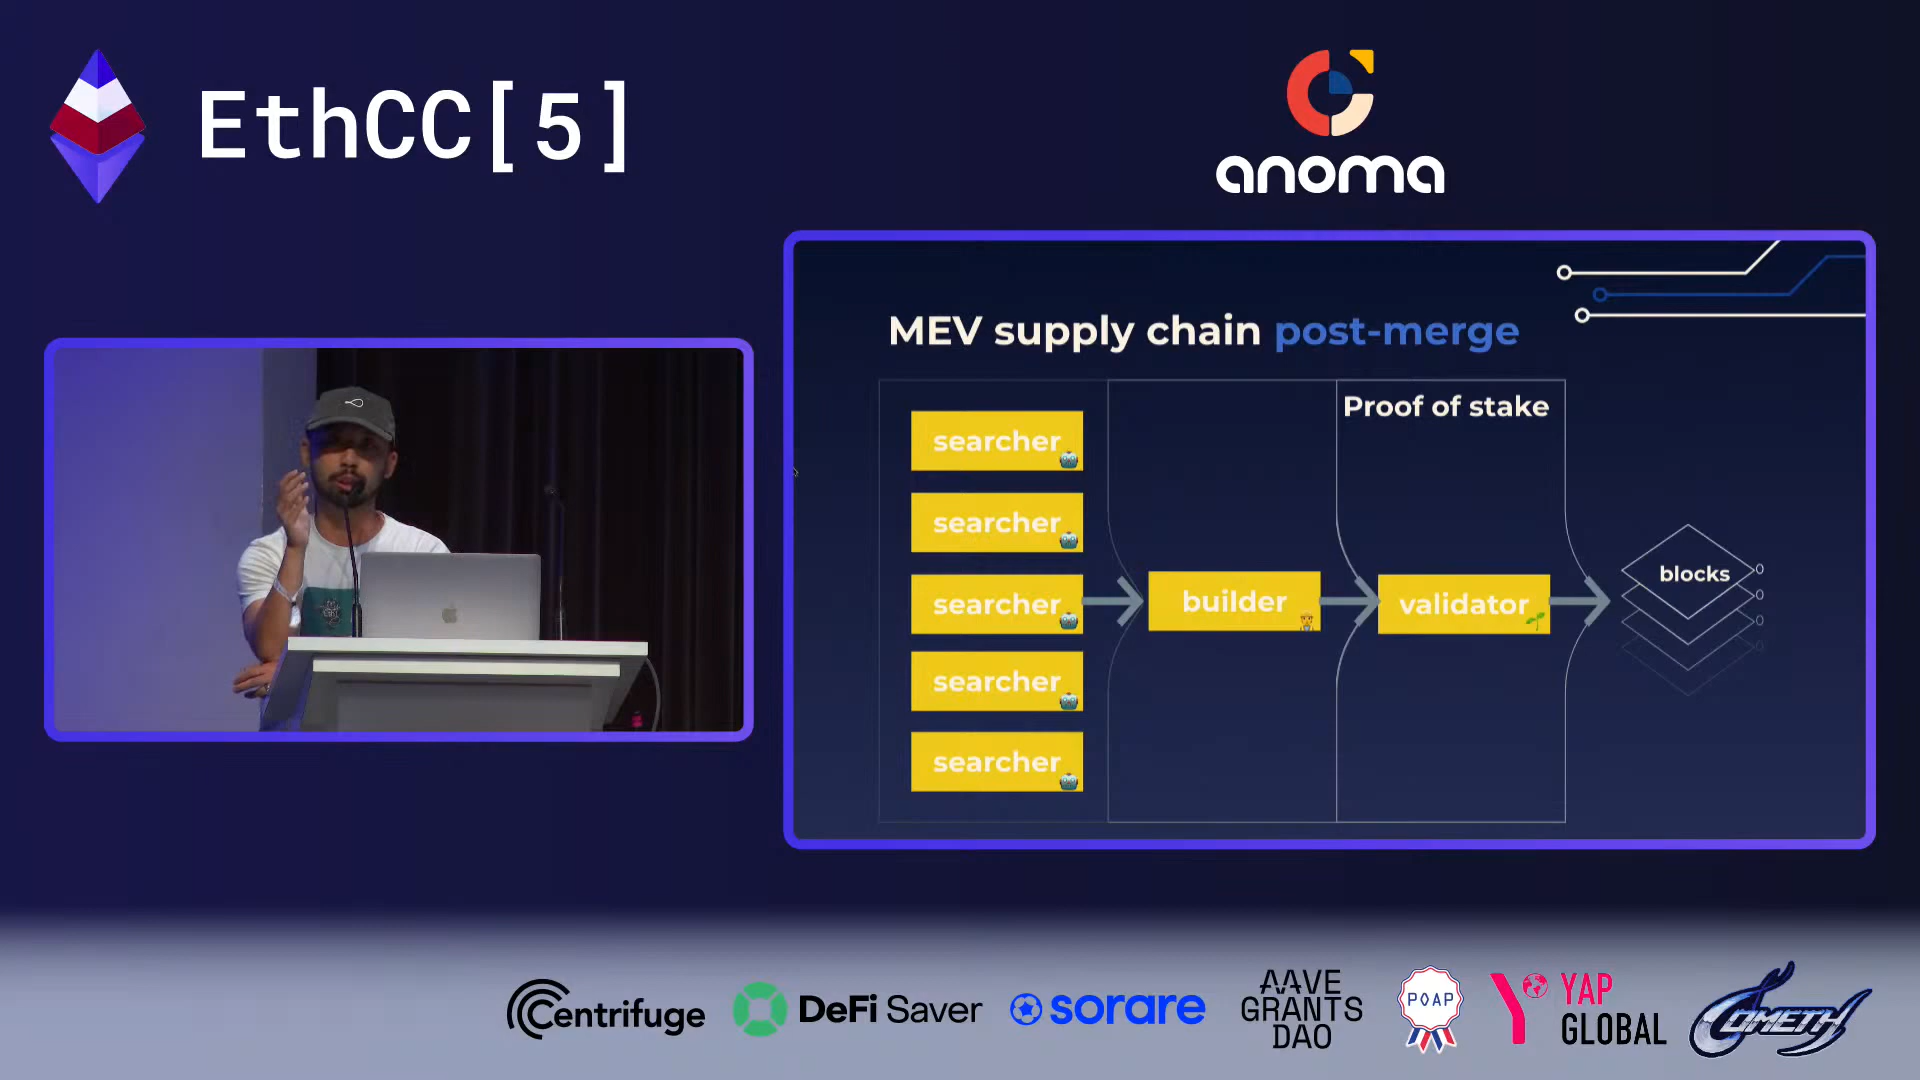 EthCC[5]
anoma
MEV supply chain post-merge
Proof of stake
searcher
searcher
searcher
searcher
searcher
builder
validator
blocks
Centrifuge
DeFi Saver
sorare
AAVE
GRANTS
DAO
POAP
YAP
GLOBAL
COMETH